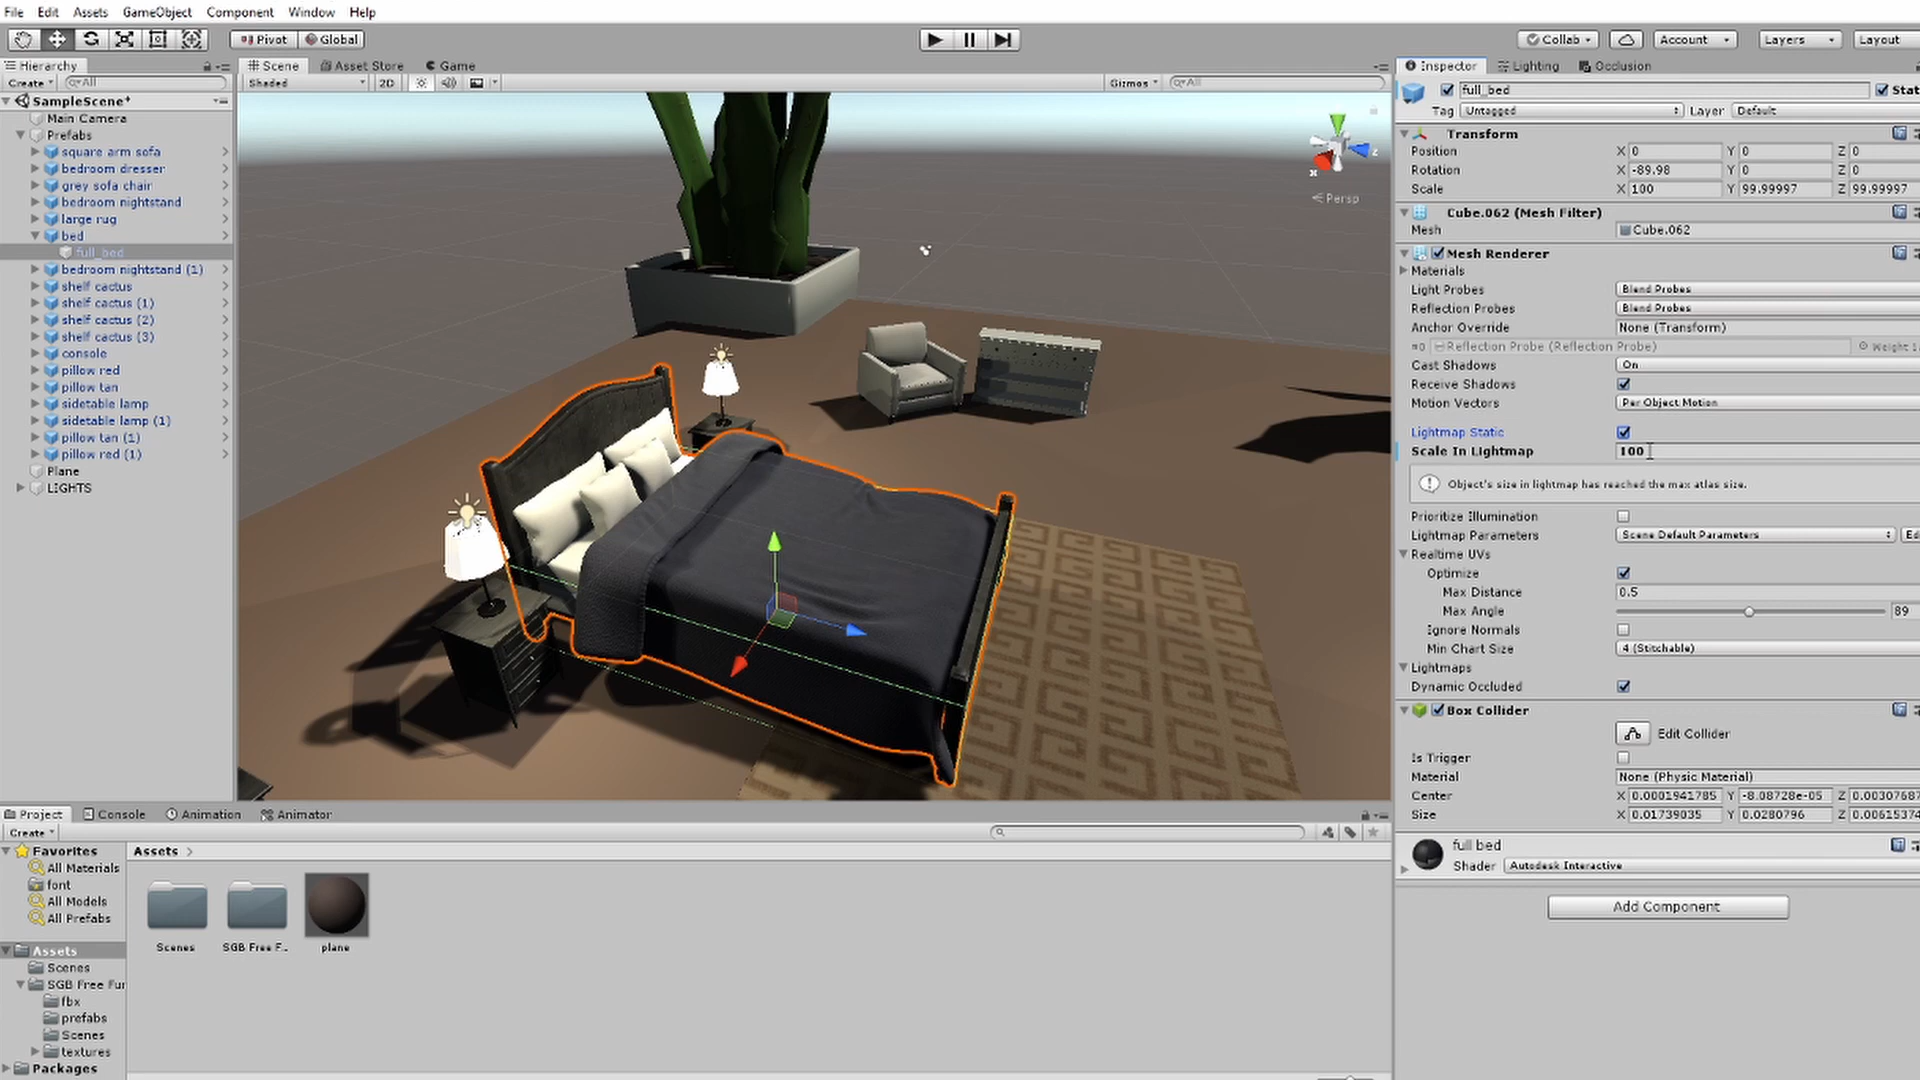 File Edit Assets GameObject Component Window Help
Pivot Global Collab Account Layers Layout
Hierarchy Scene Asset Store Game Inspector Lighting Occlusion
Create All Shaded 2D Gizmos All
SampleScene*
Main Camera
Prefabs
square arm sofa
bedroom dresser
grey sofa chair
bedroom nightstand
large rug
bed
full_bed
bedroom nightstand (1)
shelf cactus
shelf cactus (1)
shelf cactus (2)
shelf cactus (3)
console
pillow red
pillow tan
sidetable lamp
sidetable lamp (1)
pillow tan (1)
pillow red (1)
Plane
LIGHTS
x z
Persp
full_bed Stat
Tag Untagged Layer Default
Transform
Position X 0 Y 0 Z 0
Rotation X -89.98 Y 0 Z 0
Scale X 100 Y 99.99997 Z 99.99997
Cube.062 (Mesh Filter)
Mesh Cube.062
Mesh Renderer
Materials
Light Probes Blend Probes
Reflection Probes Blend Probes
Anchor Override None (Transform)
#0 Reflection Probe (Reflection Probe) Weight 1
Cast Shadows On
Receive Shadows
Motion Vectors Per Object Motion
Lightmap Static
Scale In Lightmap 100
Object's size in lightmap has reached the max atlas size.
Prioritize Illumination
Lightmap Parameters Scene Default Parameters Ed
Realtime UVs
Optimize
Max Distance 0.5
Max Angle 89
Ignore Normals
Min Chart Size 4 (Stitchable)
Lightmaps
Dynamic Occluded
Box Collider
Edit Collider
Is Trigger
Material None (Physic Material)
Center X 0.0001941785 Y -8.08728e-05 Z 0.00307687
Size X 0.01739035 Y 0.0280796 Z 0.00615374
full bed
Shader Autodesk Interactive
Add Component
Project Console Animation Animator
Create
Favorites
All Materials
font
All Models
All Prefabs
Assets
Scenes
SGB Free Fur
fbx
prefabs
Scenes
textures
Packages
Assets
Scenes SGB Free F.. plane